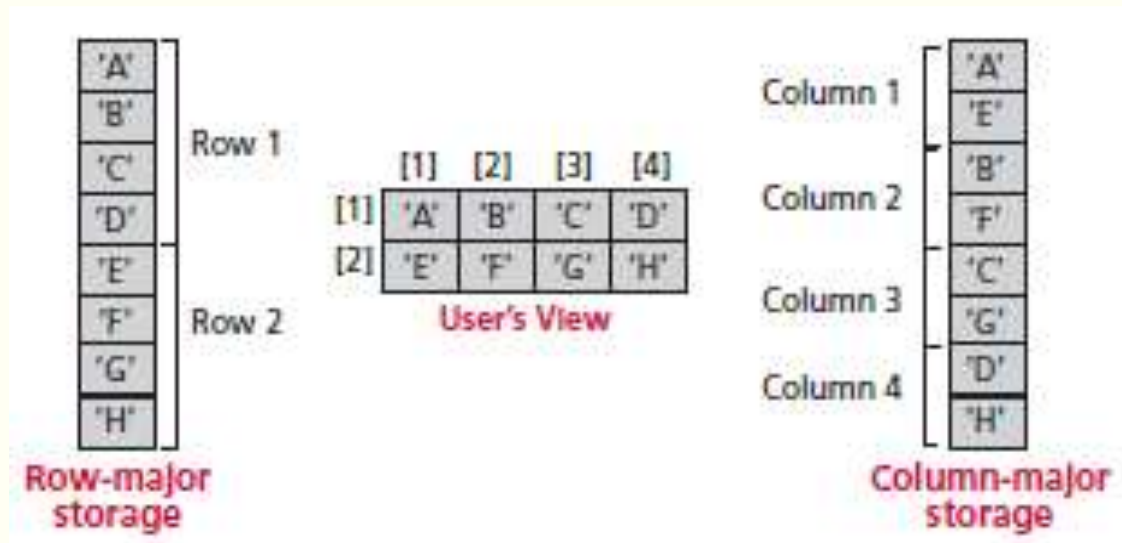 'A'
'B'
'C'
'D'
'E'
'F'
'G'
'H'
Row 1
Row 2
Row-major
storage
[1] [2] [3] [4]
[1] 'A' 'B' 'C' 'D'
[2] 'E' 'F' 'G' 'H'
User's View
Column 1
Column 2
Column 3
Column 4
'A'
'E'
'B'
'F'
'C'
'G'
'D'
'H'
Column-major
storage